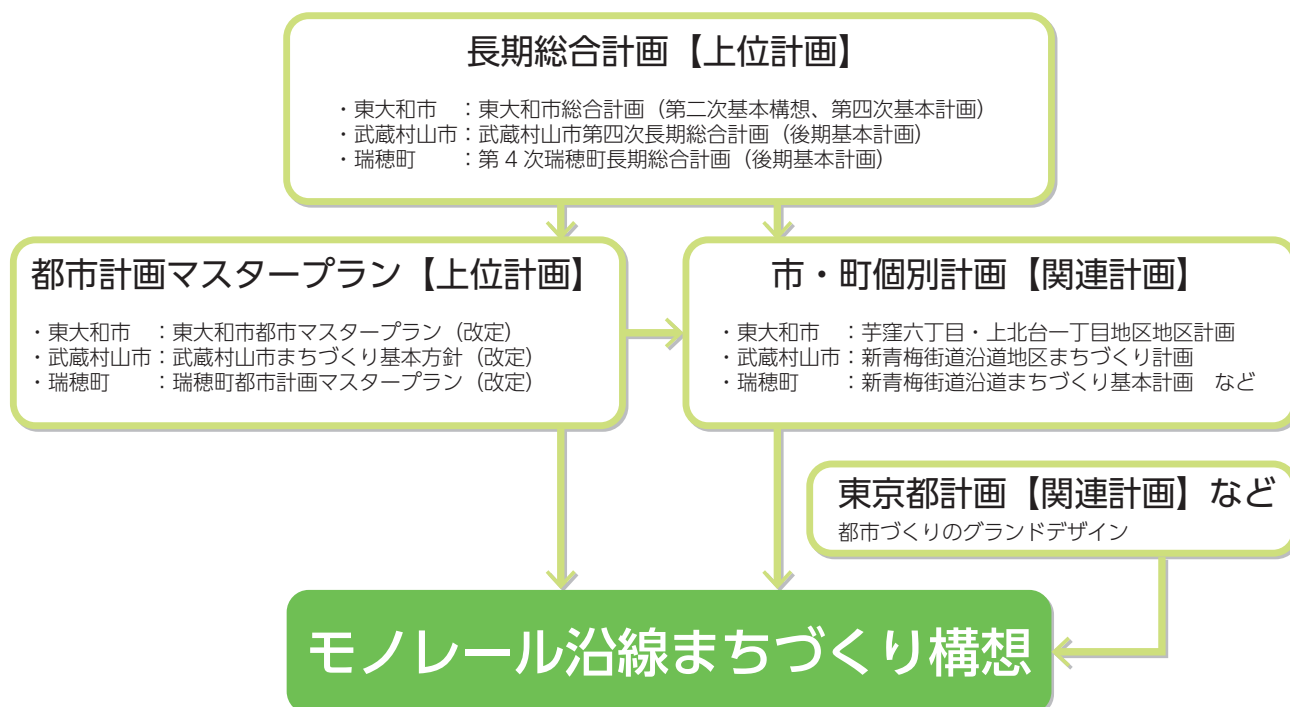 長期総合計画【上位計画】
・東大和市　：東大和市総合計画（第二次基本構想、第四次基本計画）
・武蔵村山市：武蔵村山市第四次長期総合計画（後期基本計画）
・瑞穂町　　：第４次瑞穂町長期総合計画（後期基本計画）
都市計画マスタープラン【上位計画】
・東大和市　：東大和市都市マスタープラン（改定）
・武蔵村山市：武蔵村山市まちづくり基本方針（改定）
・瑞穂町　　：瑞穂町都市計画マスタープラン（改定）
市・町個別計画【関連計画】
・東大和市　：芋窪六丁目・上北台一丁目地区地区計画
・武蔵村山市：新青梅街道沿道地区まちづくり計画
・瑞穂町　　：新青梅街道沿道まちづくり基本計画　など
東京都計画【関連計画】など
都市づくりのグランドデザイン
モノレール沿線まちづくり構想